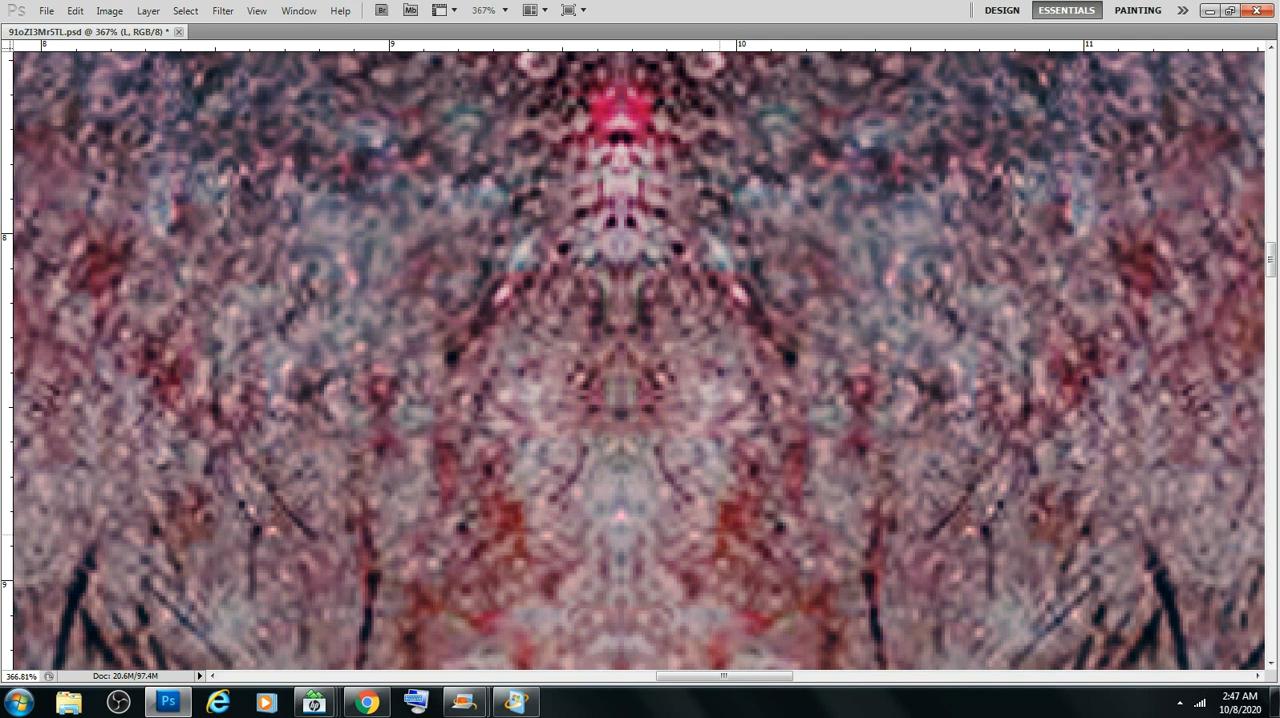 Ps File Edit Image Layer Select Filter View Window Help Br Mb 367% DESIGN ESSENTIALS PAINTING
91oZI3Mr5TL.psd @ 367% (L, RGB/8) *
8 9 10 11
8
9
366.81% Doc: 20.6M/97.4M
Ps hp 2:47 AM
10/8/2020